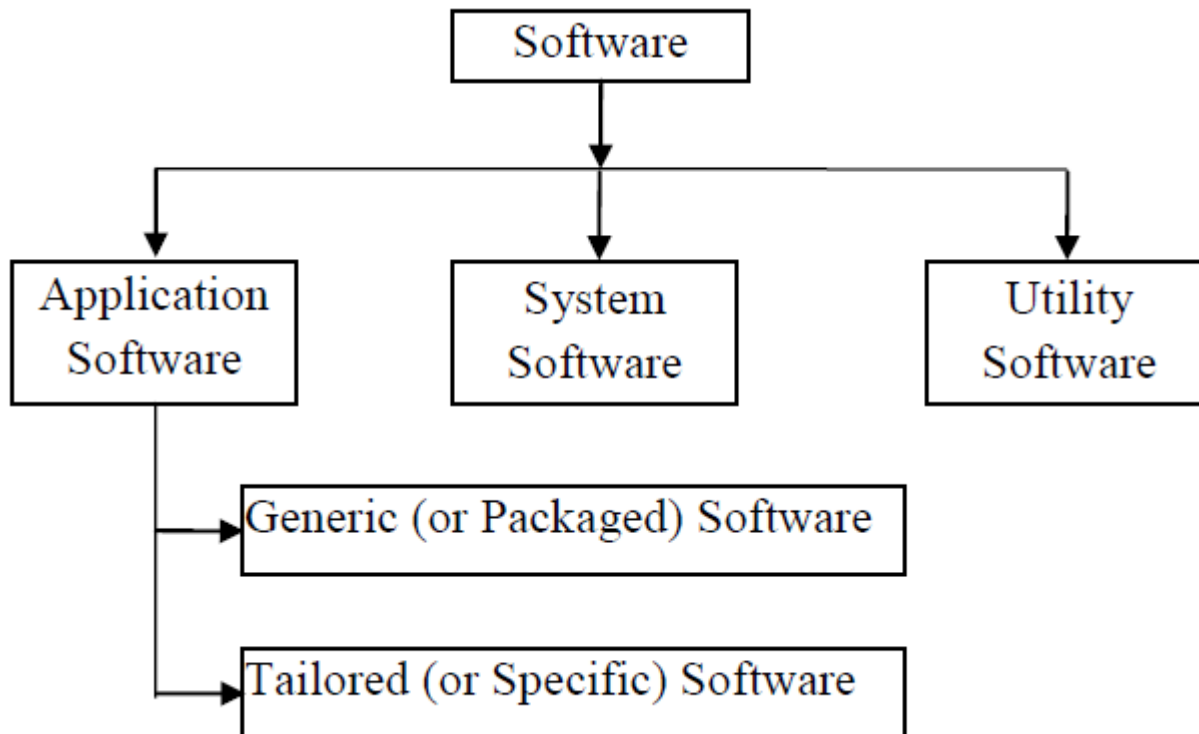 Software
Application
Software
System
Software
Utility
Software
Generic (or Packaged) Software
Tailored (or Specific) Software